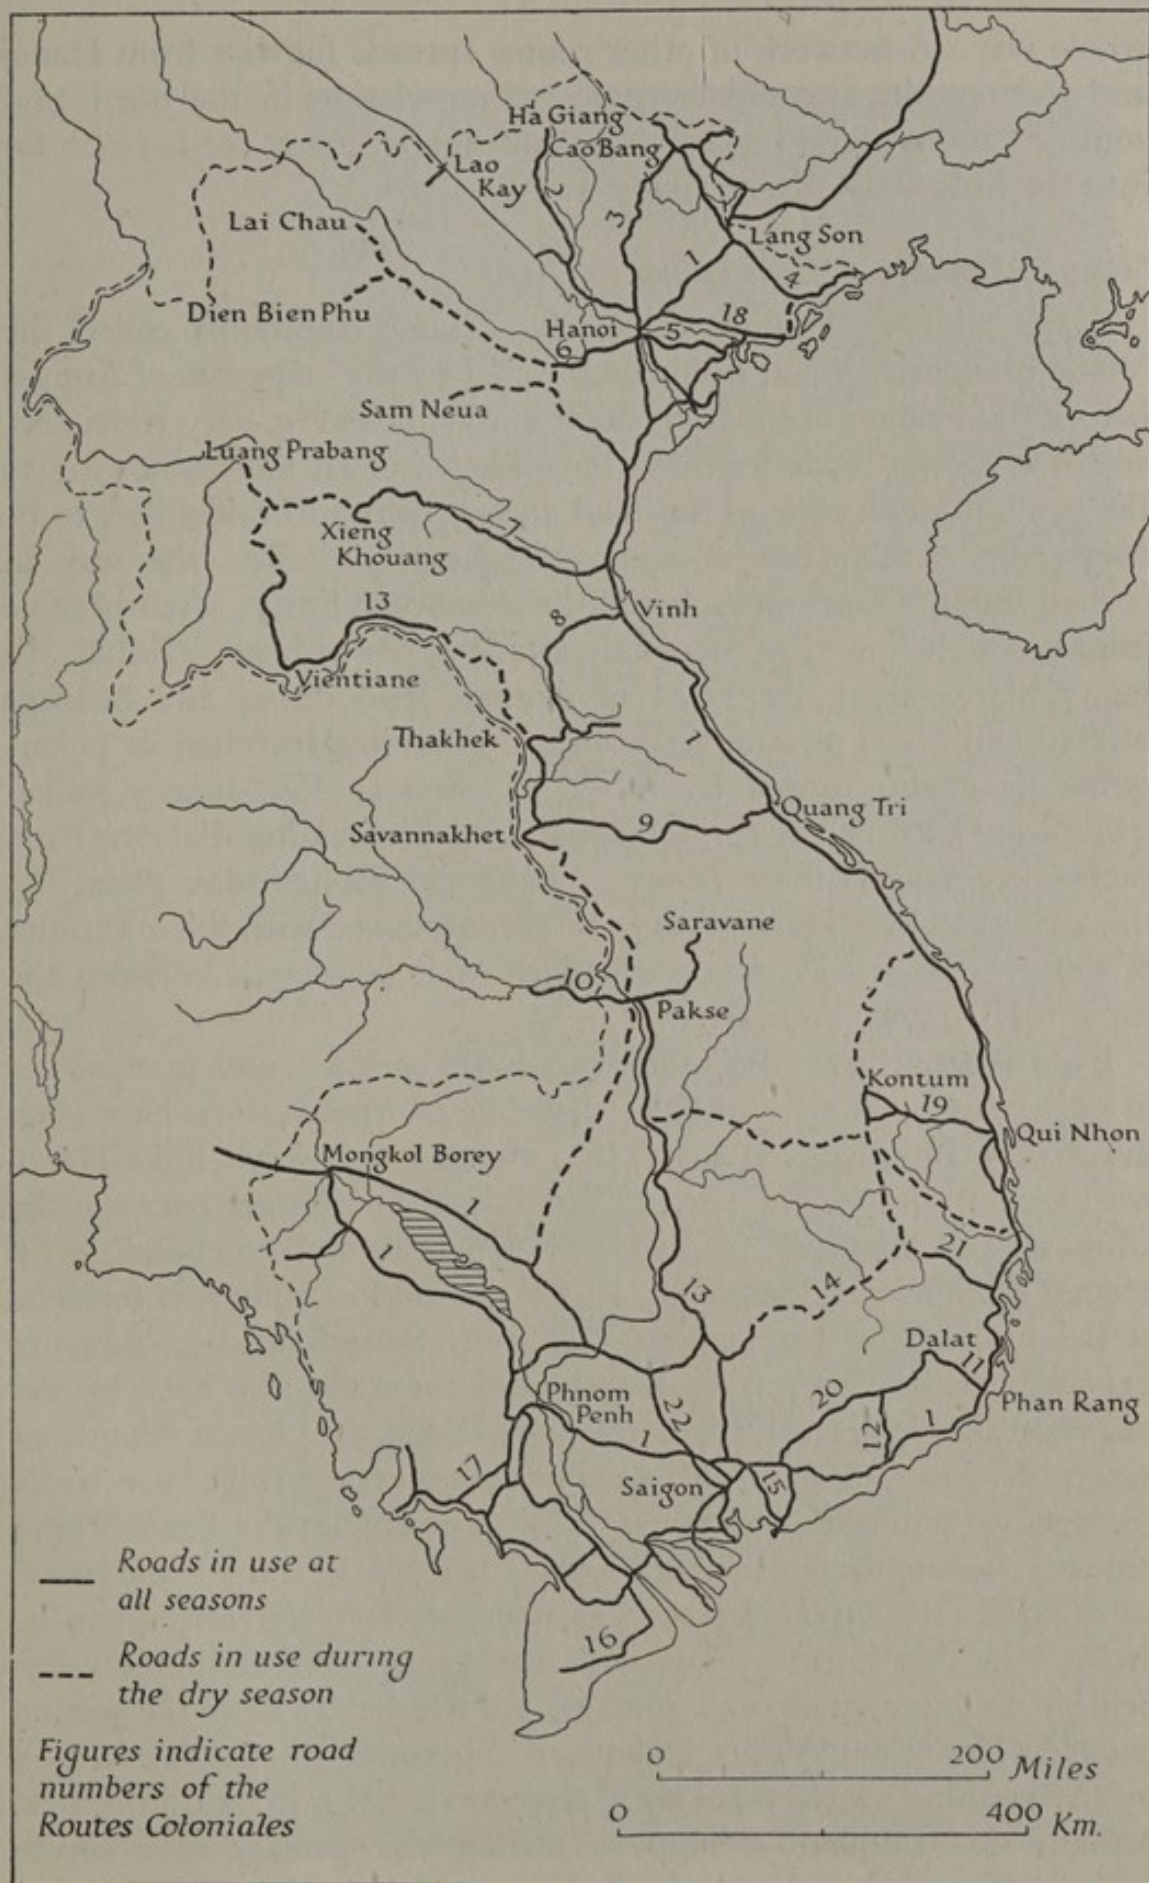 Ha Giang
Cao Bang
Lao
Kay
2
3
Lai Chau
Lang Son
1
4
Dien Bien Phu
Hanoi
5
18
6
Sam Neua
Luang Prabang
7
Xieng
Khouang
13
8
Vinh
Vientiane
Thakhek
1
Quang Tri
9
Savannakhet
Saravane
10
Pakse
Kontum
19
Qui Nhon
Mongkol Borey
1
1
21
13
14
Dalat
11
Phnom
Penh
22
20
12
1
Phan Rang
1
17
Saigon
15
16
Roads in use at
all seasons
Roads in use during
the dry season
Figures indicate road
numbers of the
Routes Coloniales
0 200 Miles
0 400 Km.